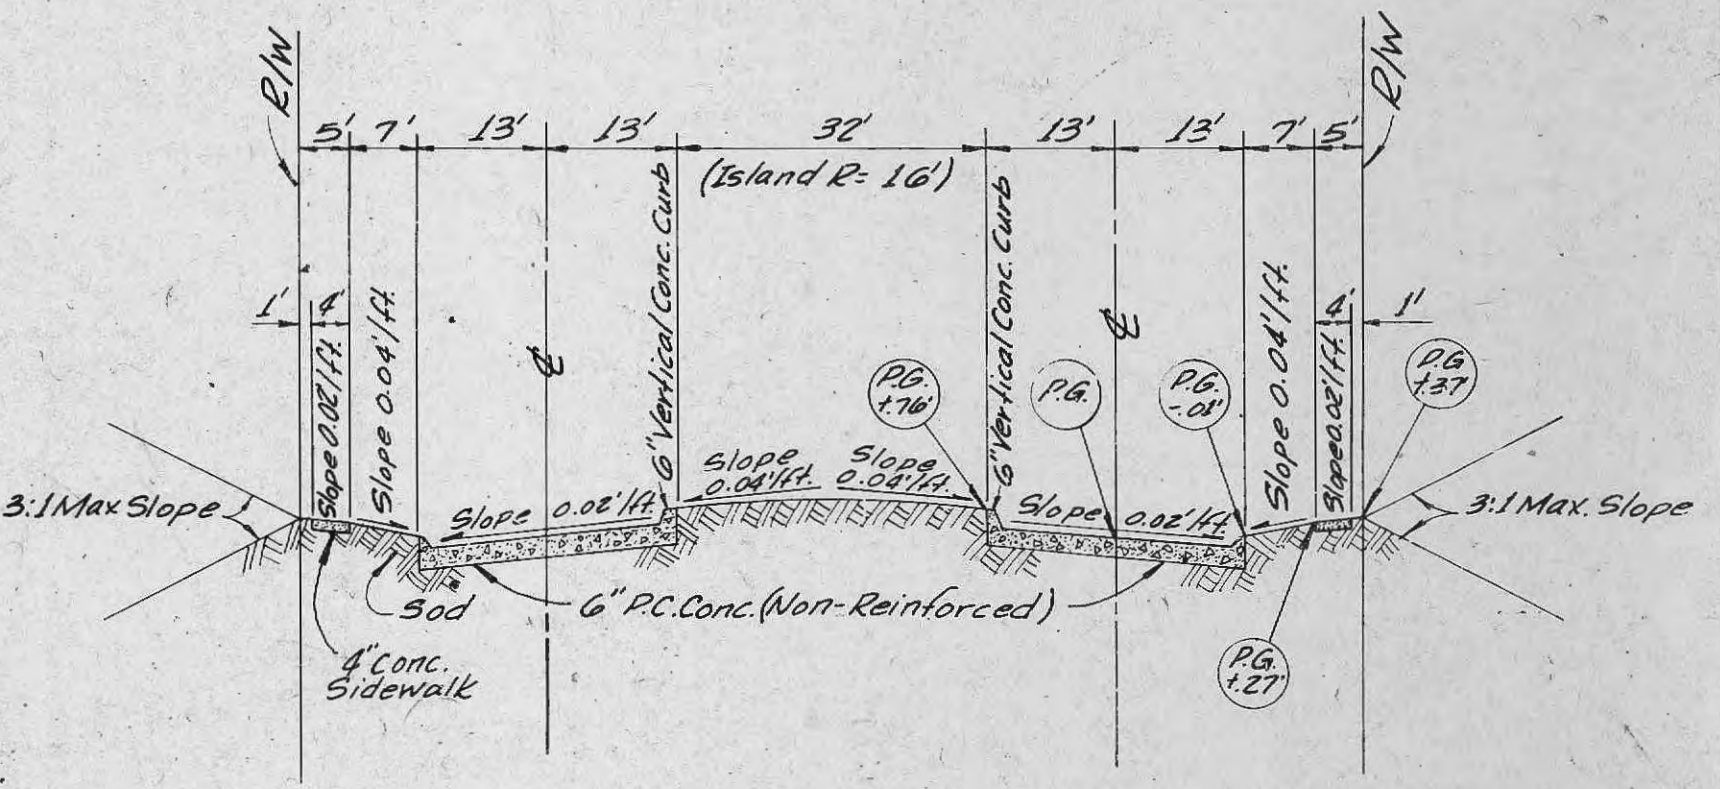 R/W
R/W
5' 7' 13' 13' 32' 13' 13' 7' 5'
(Island R= 16')
1'
4'
Slope 0.02'/ft.
Slope 0.04'/ft.
℄
6" Vertical Conc. Curb
6" Vertical Conc. Curb
℄
Slope 0.04'/ft.
4'
Slope 0.02'/ft.
1'
P.G.
+.76'
P.G.
P.G.
-.01'
P.G.
+.37'
3:1 Max Slope
Slope 0.02'/ft.
Slope
0.04'/ft.
Slope
0.04'/ft.
Slope 0.02'/ft.
3:1 Max. Slope
Sod
6" P.C. Conc. (Non-Reinforced)
4" Conc.
Sidewalk
P.G.
+.27'